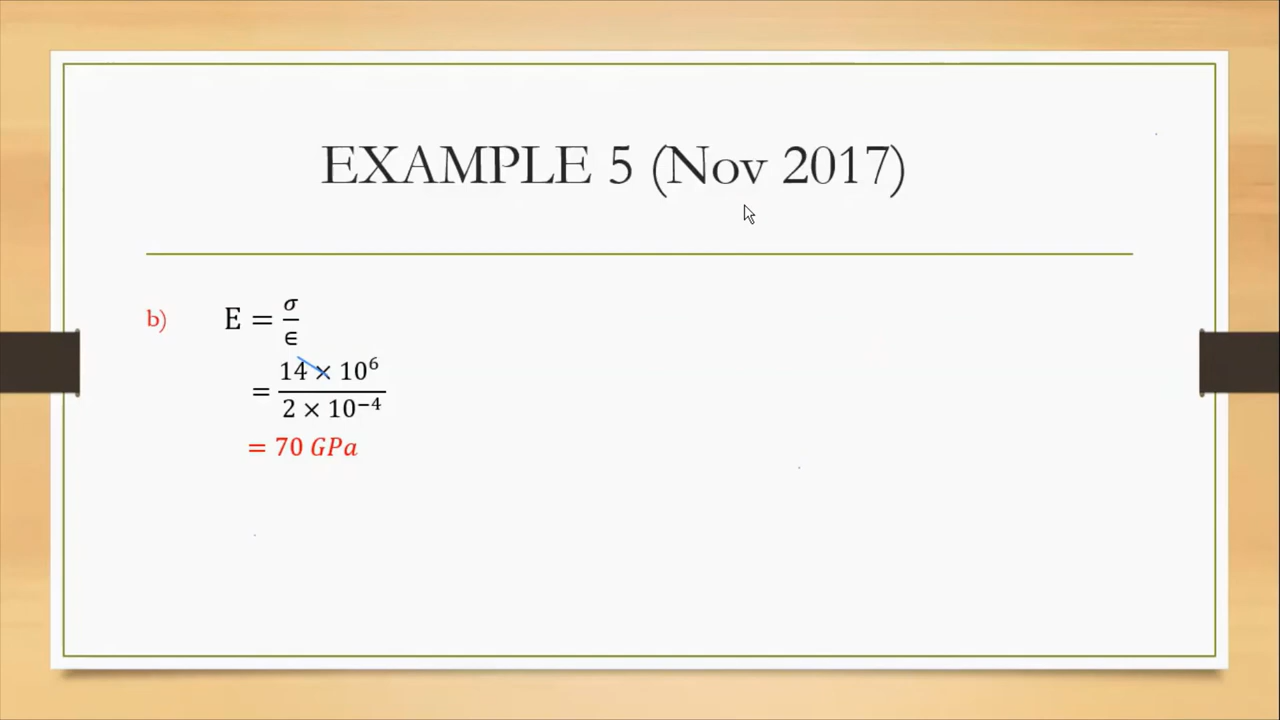 EXAMPLE 5 (Nov 2017)
b) E = σ/∈
= 14 × 10⁶ / 2 × 10⁻⁴
= 70 GPa